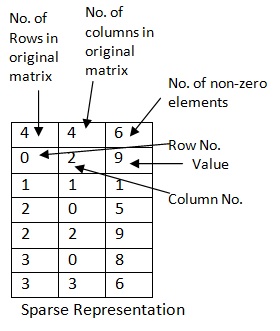 No. of
Rows in
original
matrix
No. of
columns in
original
matrix
No. of non-zero
elements
4 4 6
0 2 9
1 1 1
2 0 5
2 2 9
3 0 8
3 3 6
Row No.
Value
Column No.
Sparse Representation